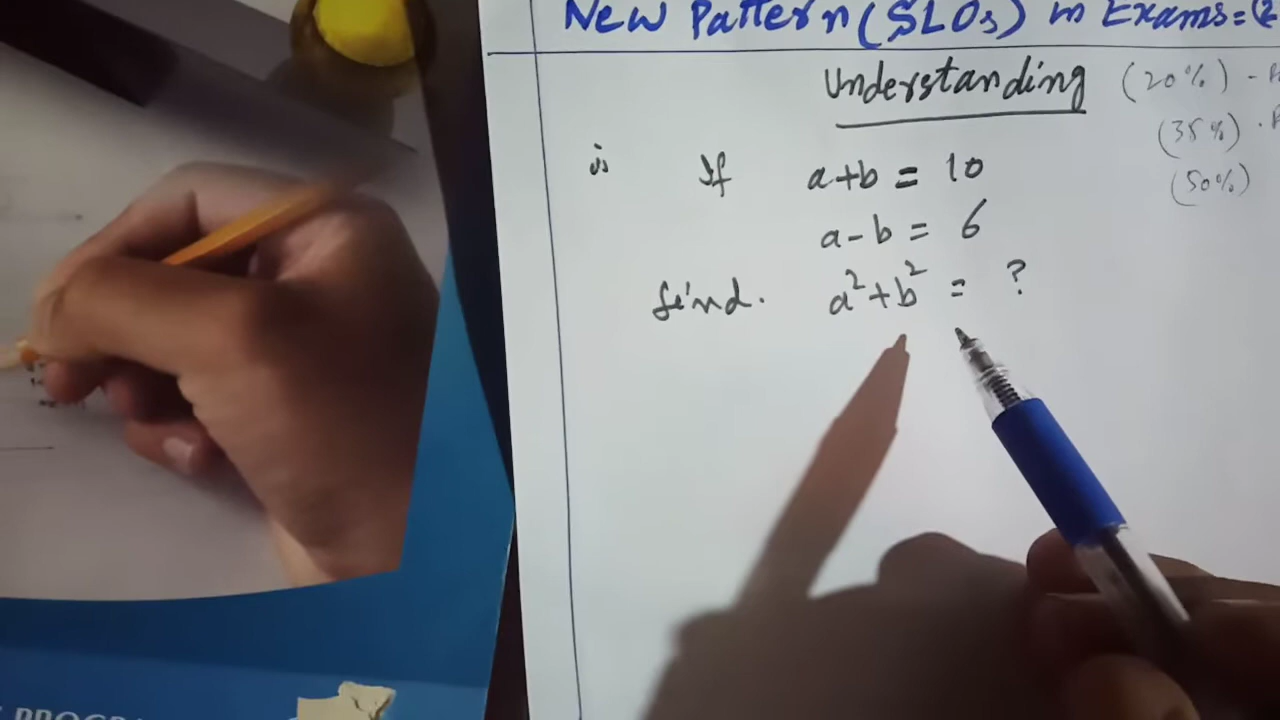 New Pattern (SLOs) in Exams =
Understanding (20%) -
(35%) .
(50%)
If a+b = 10
a-b = 6
find. a²+b² = ?